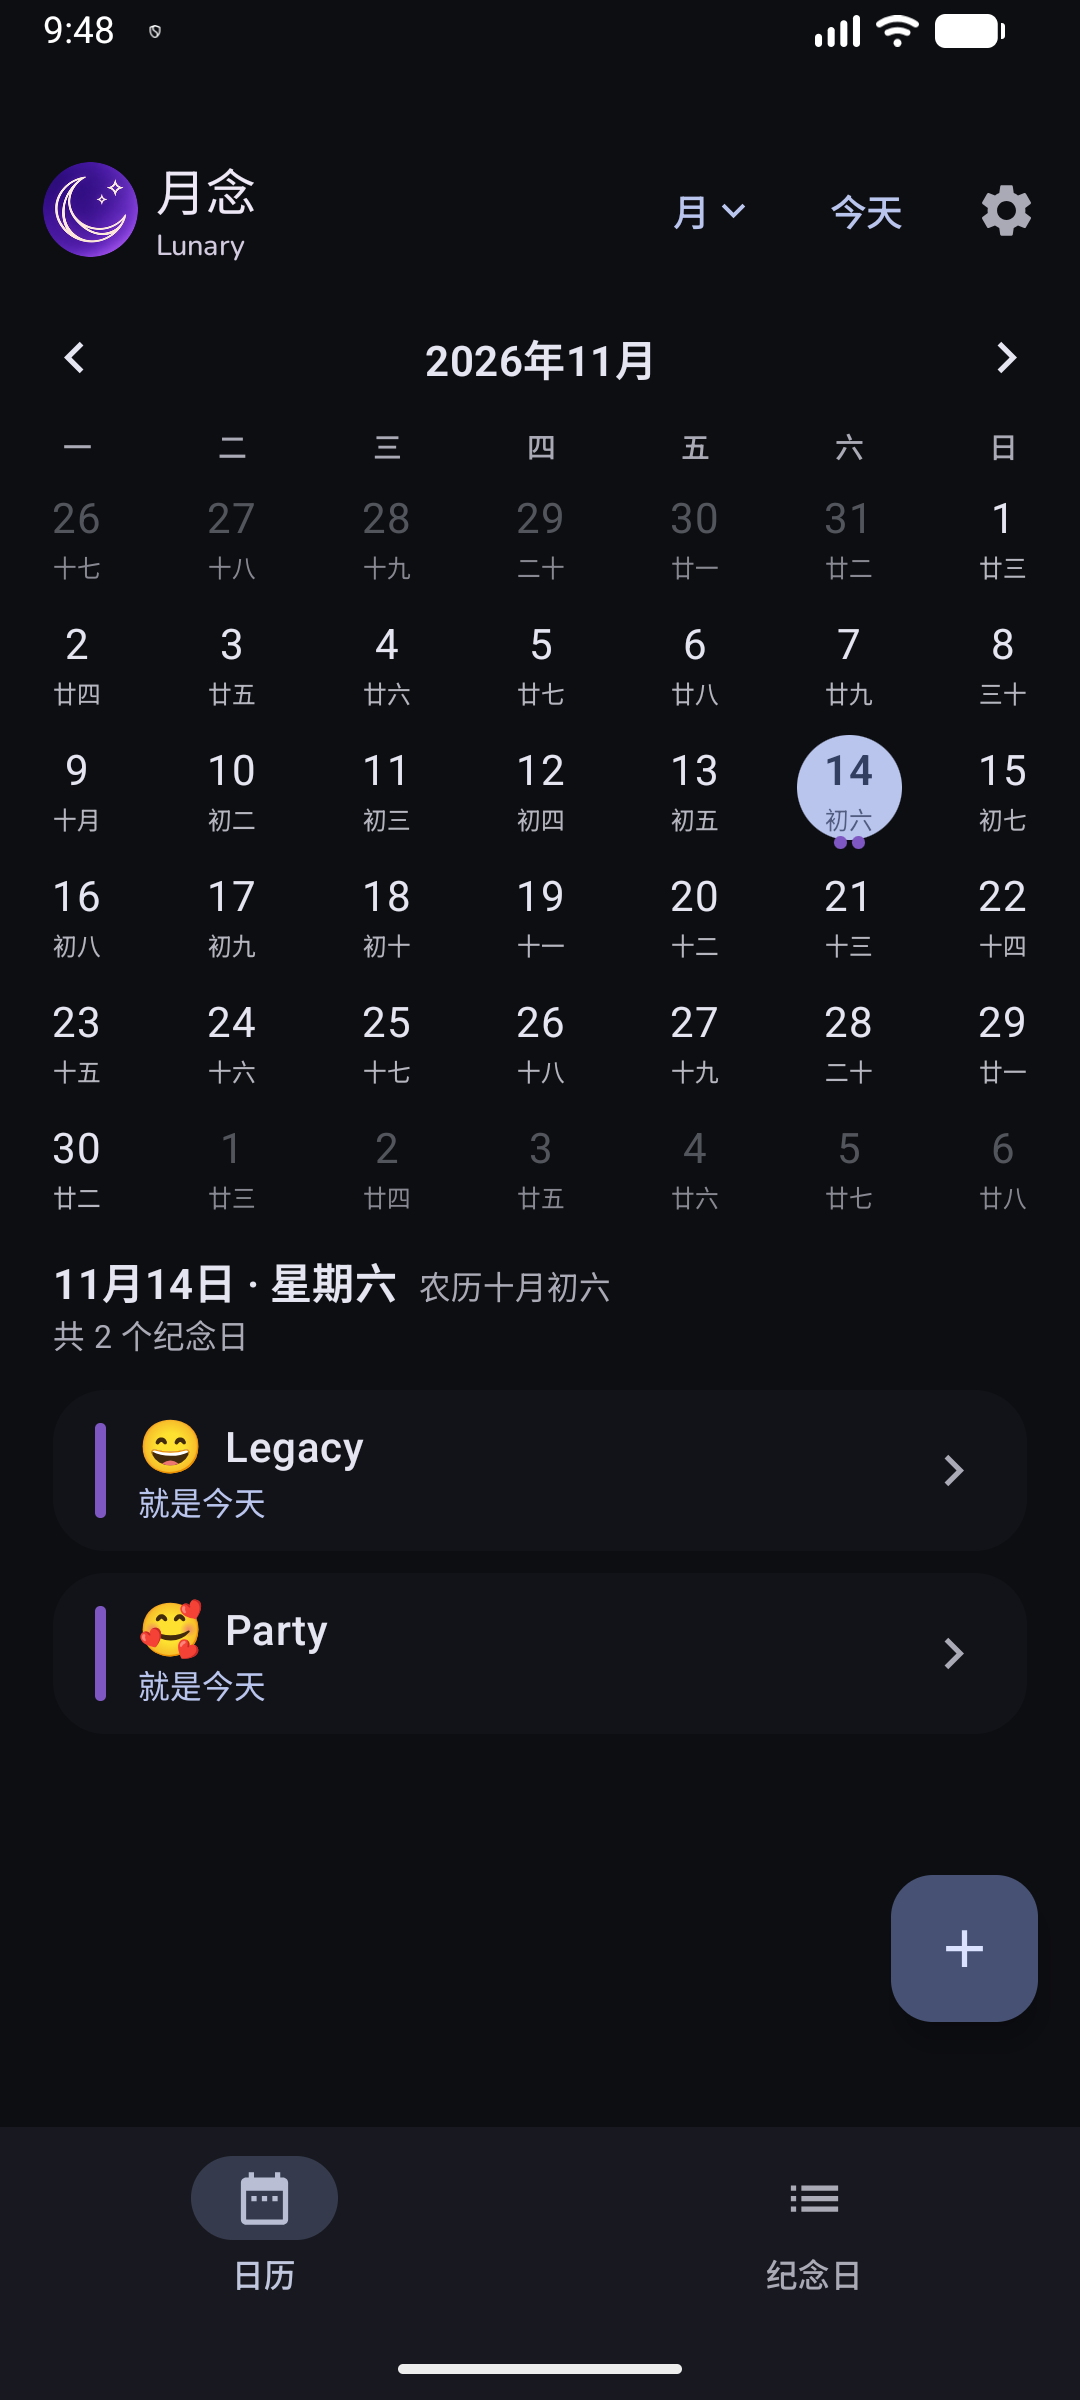 9:48
月念
Lunary
月 今天
2026年11月
一 二 三 四 五 六 日
26 27 28 29 30 31 1
十七 十八 十九 二十 廿一 廿二 廿三
2 3 4 5 6 7 8
廿四 廿五 廿六 廿七 廿八 廿九 三十
9 10 11 12 13 14 15
十月 初二 初三 初四 初五 初六 初七
16 17 18 19 20 21 22
初八 初九 初十 十一 十二 十三 十四
23 24 25 26 27 28 29
十五 十六 十七 十八 十九 二十 廿一
30 1 2 3 4 5 6
廿二 廿三 廿四 廿五 廿六 廿七 廿八
11月14日 · 星期六 农历十月初六
共 2 个纪念日
😄 Legacy
就是今天
🥰 Party
就是今天
日历 纪念日